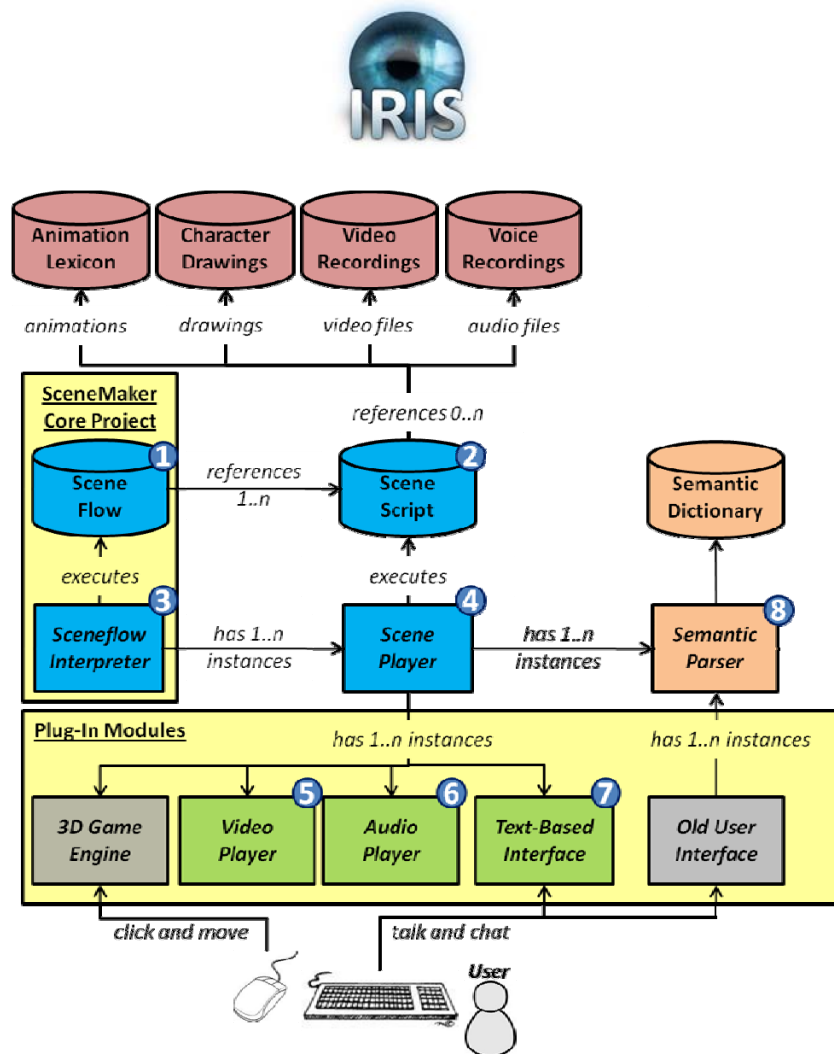 IRIS
Animation
Lexicon
Character
Drawings
Video
Recordings
Voice
Recordings
animations
drawings
video files
audio files
SceneMaker
Core Project
references 0..n
1
Scene
Flow
references
1..n
2
Scene
Script
Semantic
Dictionary
executes
executes
3
Sceneflow
Interpreter
has 1..n
instances
4
Scene
Player
has 1..n
instances
8
Semantic
Parser
Plug-In Modules
has 1..n instances
has 1..n instances
3D Game
Engine
5
Video
Player
6
Audio
Player
7
Text-Based
Interface
Old User
Interface
click and move
talk and chat
User